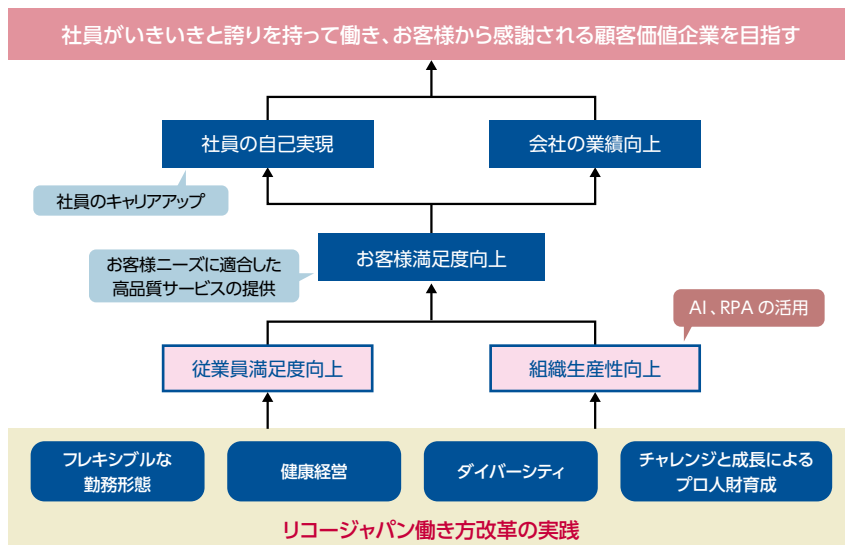 社員がいきいきと誇りを持って働き、お客様から感謝される顧客価値企業を目指す
社員の自己実現
会社の業績向上
社員のキャリアアップ
お客様満足度向上
お客様ニーズに適合した
高品質サービスの提供
AI、RPA の活用
従業員満足度向上
組織生産性向上
フレキシブルな
勤務形態
健康経営
ダイバーシティ
チャレンジと成長による
プロ人財育成
リコージャパン働き方改革の実践